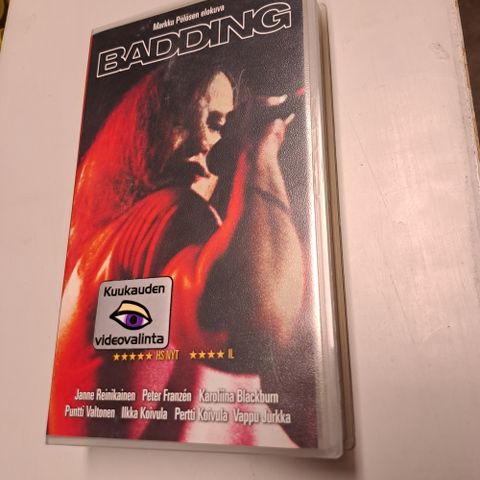 Markku Pölösen elokuva
BADDING
Kuukauden
videovalinta
★★★★★ HS NYT ★★★★ IL
Janne Reinikainen Peter Franzén Karoliina Blackburn
Puntti Valtonen Ilkka Koivula Pertti Koivula Vappu Jurkka